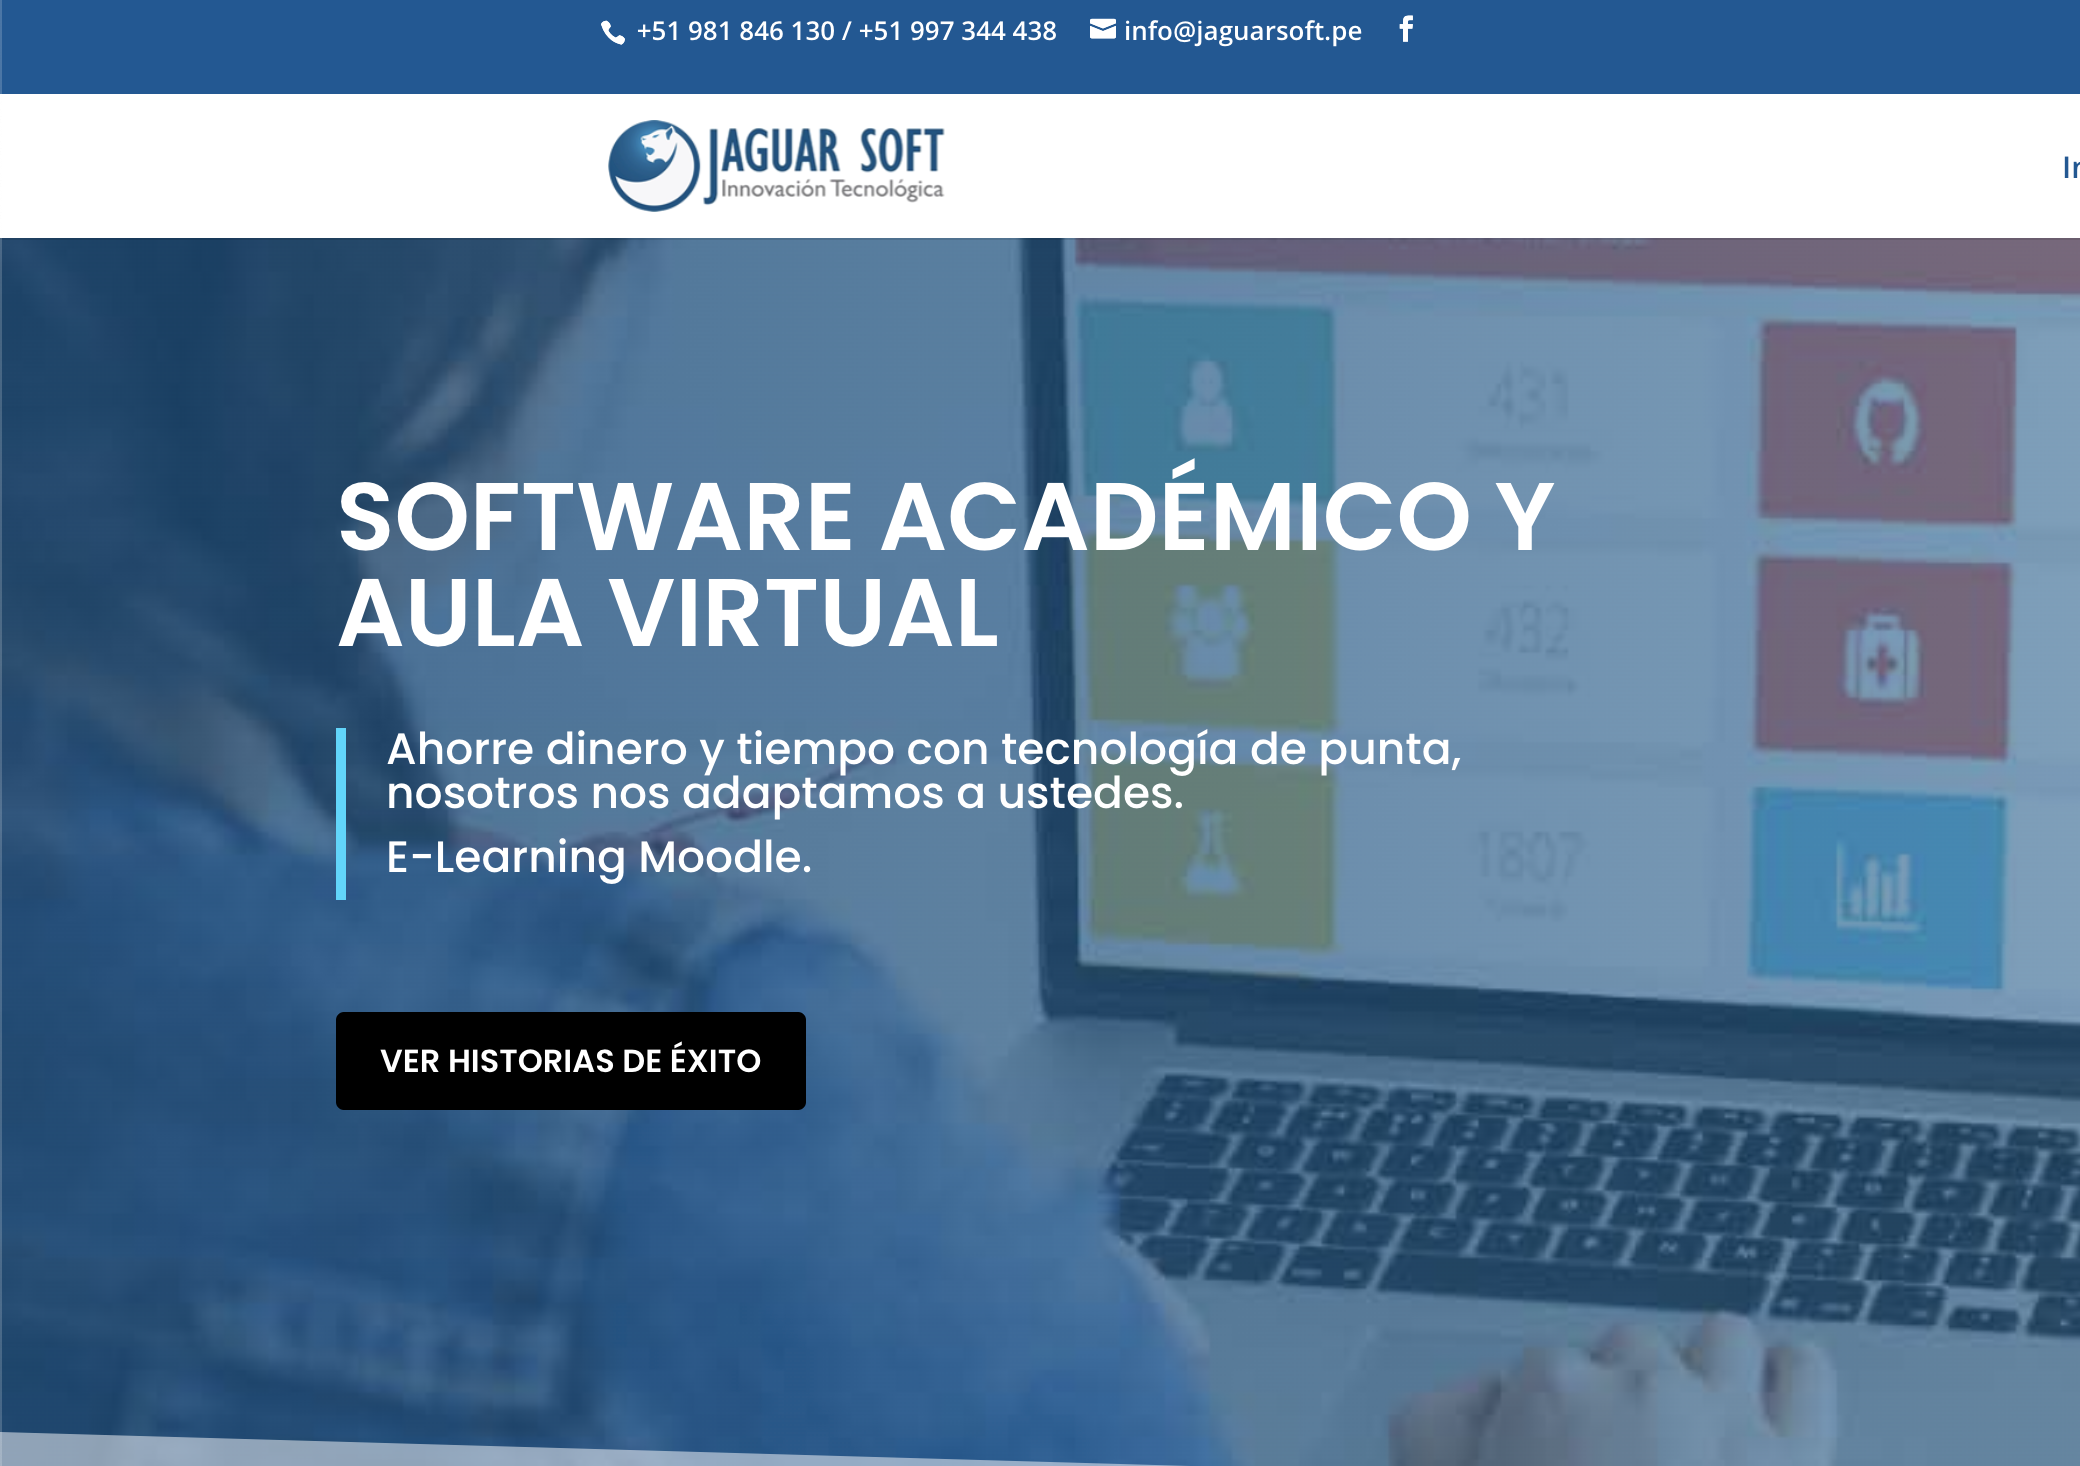 +51 981 846 130 / +51 997 344 438 info@jaguarsoft.pe
JAGUAR SOFT
Innovación Tecnológica
SOFTWARE ACADÉMICO Y
AULA VIRTUAL
431
432
1807
Ahorre dinero y tiempo con tecnología de punta,
nosotros nos adaptamos a ustedes.
E-Learning Moodle.
VER HISTORIAS DE ÉXITO